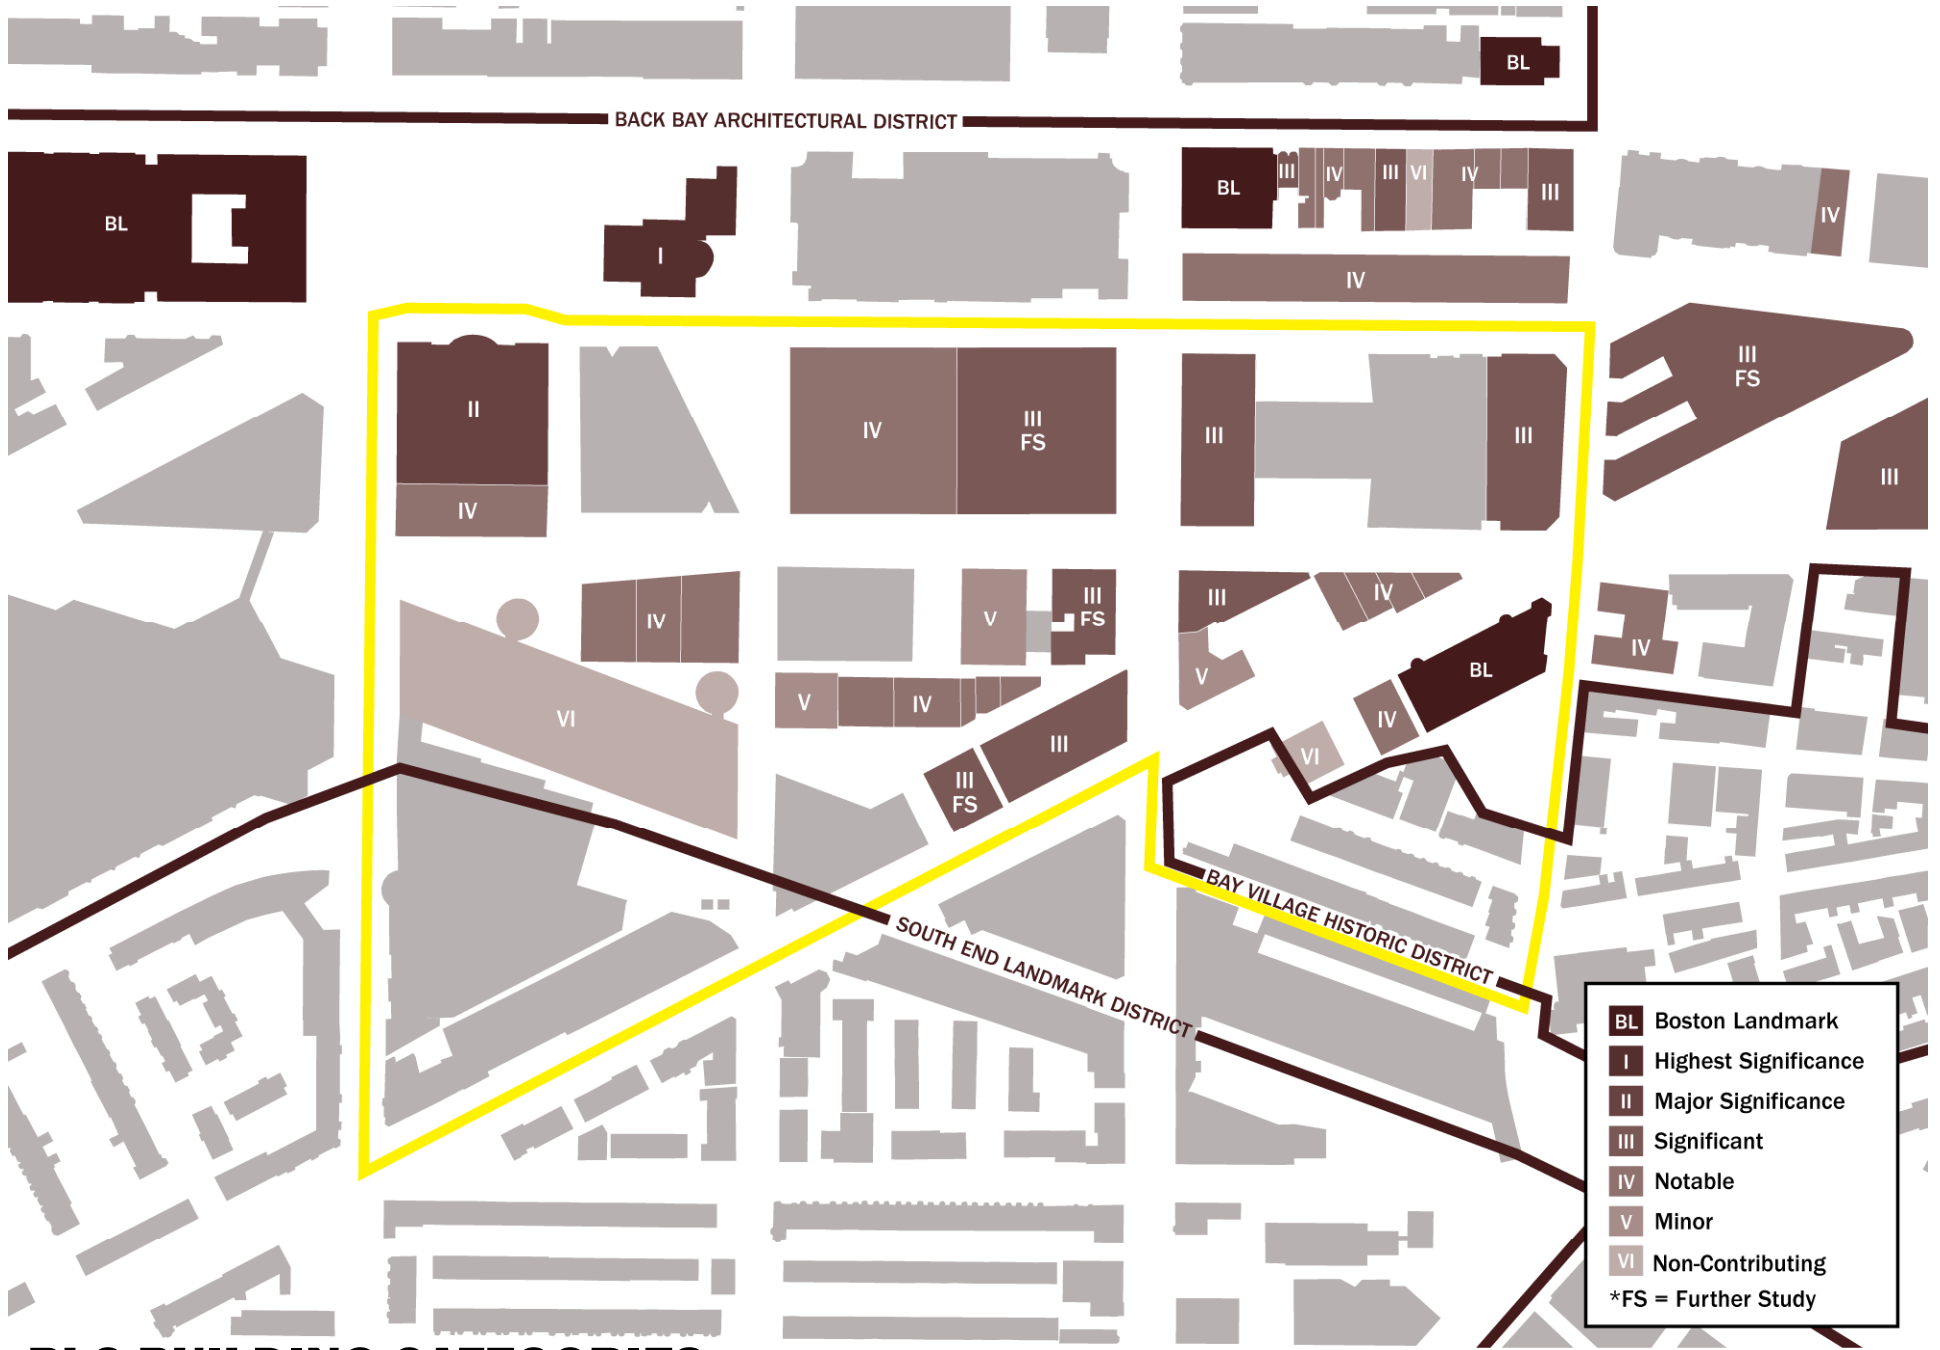 BL
BACK BAY ARCHITECTURAL DISTRICT
BL
I
BL
III
IV
III
VI
IV
III
IV
IV
II
IV
IV
III
FS
III
III
III
FS
III
IV
V
III
FS
III
IV
V
BL
IV
VI
V
IV
III
IV
VI
III
FS
BAY VILLAGE HISTORIC DISTRICT
SOUTH END LANDMARK DISTRICT
BL Boston Landmark
I Highest Significance
II Major Significance
III Significant
IV Notable
V Minor
VI Non-Contributing
*FS = Further Study